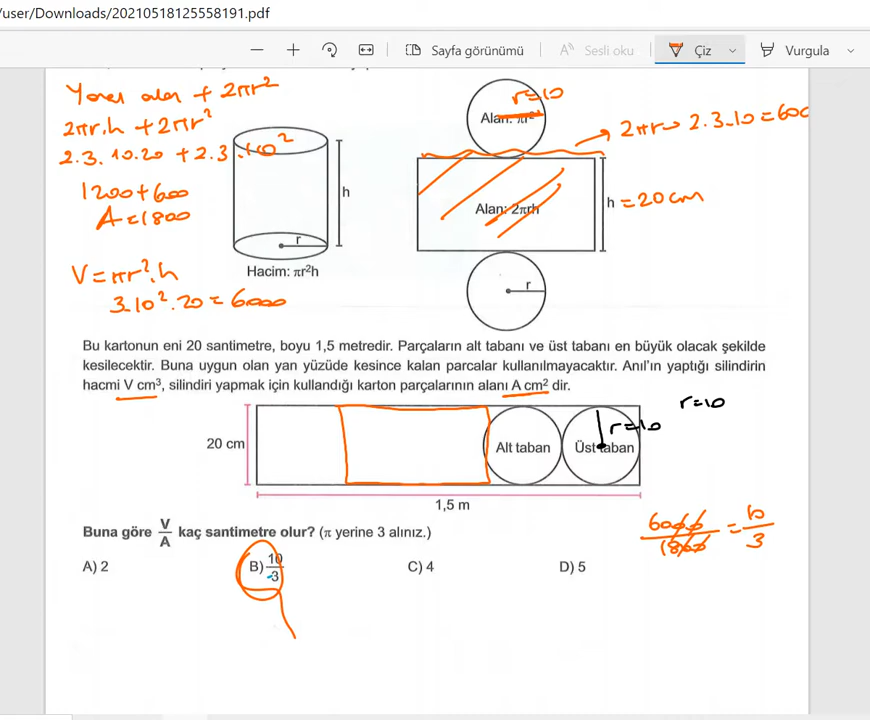 /user/Downloads/20210518125558191.pdf
Sayfa görünümü
Sesli oku
Çiz
Vurgula
Yanal alan + 2πr²
2πr.h + 2πr²
2.3.10.20 + 2.3.10²
1200+600
A=1800
V=πr².h
3.10².20=6000
h
r
Hacim: πr²h
r=10
Alan: πr²
2πr→ 2.3.10=600
Alan: 2πrh
h =20cm
r
Bu kartonun eni 20 santimetre, boyu 1,5 metredir. Parçaların alt tabanı ve üst tabanı en büyük olacak şekilde
kesilecektir. Buna uygun olan yan yüzüde kesince kalan parcalar kullanılmayacaktır. Anıl'ın yaptığı silindirin
hacmi V cm³, silindiri yapmak için kullandığı karton parçalarının alanı A cm² dir.
r=10
r=10
20 cm
Alt taban
Üst taban
1,5 m
Buna göre V/A kaç santimetre olur? (π yerine 3 alınız.)
6000/1800 = 10/3
A) 2
B) 10/3
C) 4
D) 5